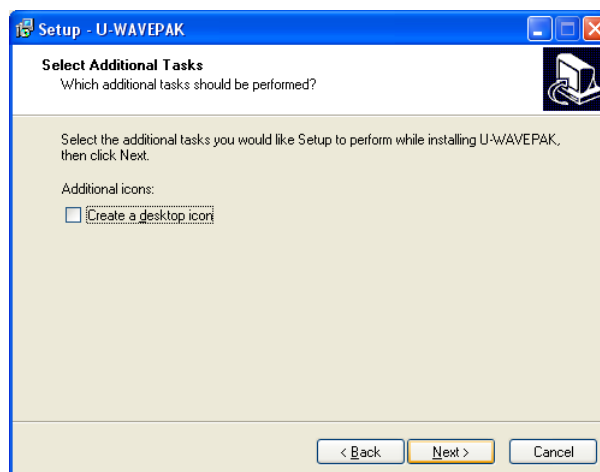 Setup - U-WAVEPAK
Select Additional Tasks
Which additional tasks should be performed?
Select the additional tasks you would like Setup to perform while installing U-WAVEPAK,
then click Next.
Additional icons:
Create a desktop icon
< Back Next > Cancel